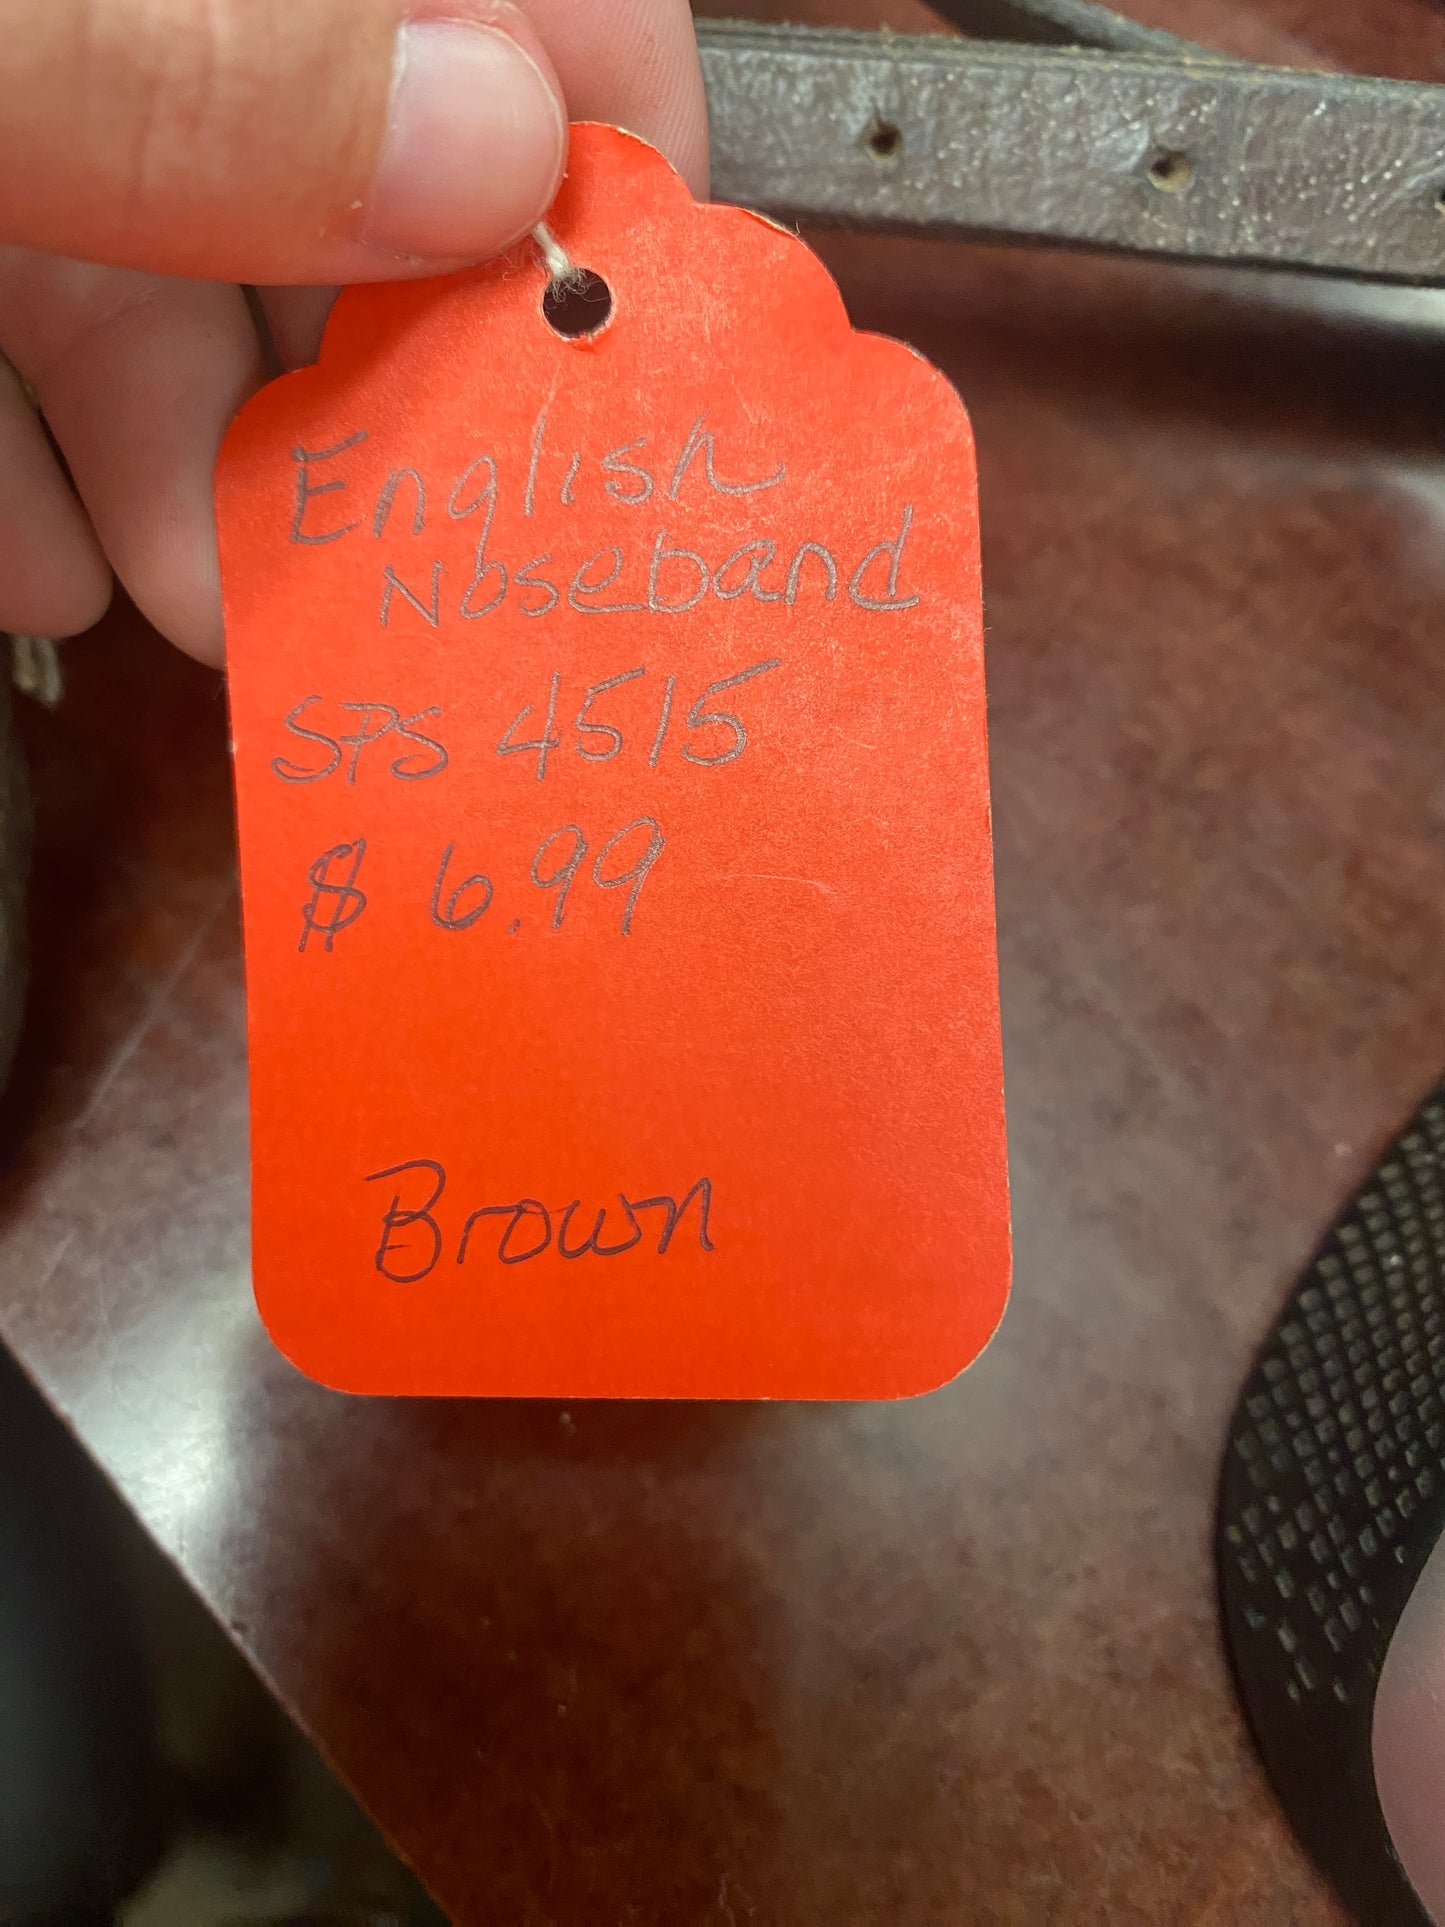 English
Noseband
SPS 4515
$ 6.99
Brown